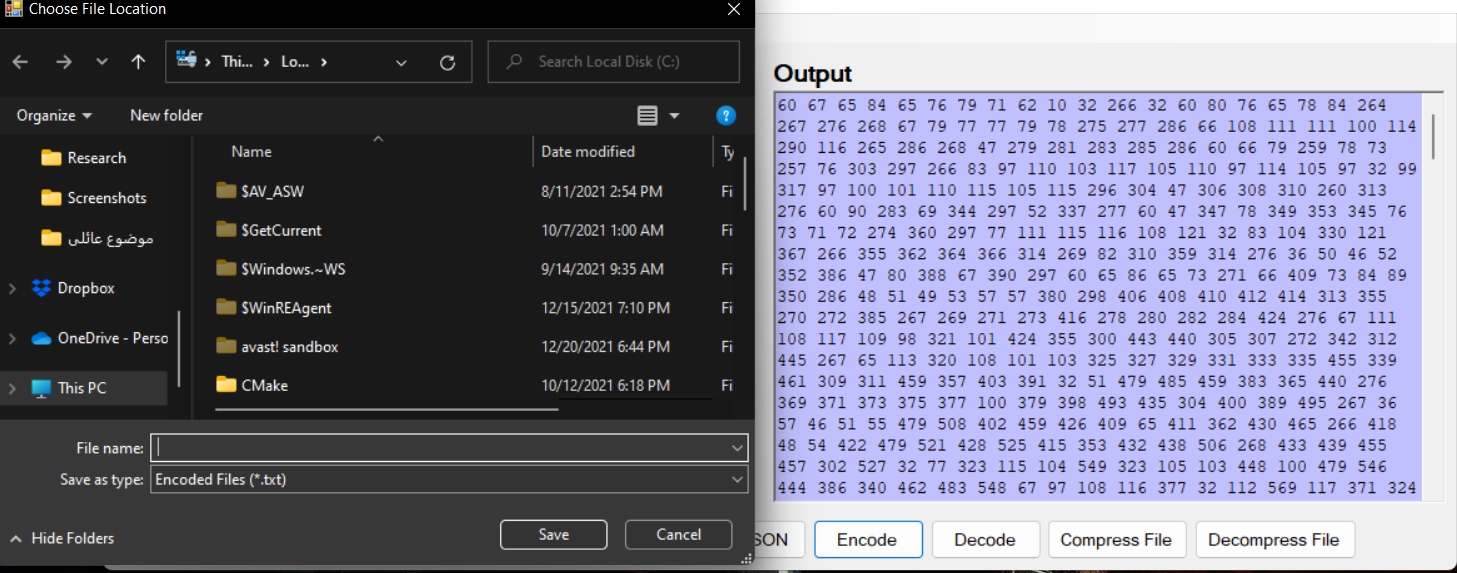 Choose File Location
Thi... > Lo... >
Search Local Disk (C:)
Organize
New folder
?
Research
Screenshots
موضوع عائلى
Dropbox
OneDrive - Perso
This PC
Name Date modified Ty
$AV_ASW 8/11/2021 2:54 PM Fi
$GetCurrent 10/7/2021 1:00 AM Fi
$Windows.~WS 9/14/2021 9:35 AM Fi
$WinREAgent 12/15/2021 7:10 PM Fi
avast! sandbox 12/20/2021 6:44 PM Fi
CMake 10/12/2021 6:18 PM Fi
File name:
Save as type: Encoded Files (*.txt)
Hide Folders
Save
Cancel
Output
60 67 65 84 65 76 79 71 62 10 32 266 32 60 80 76 65 78 84 264
267 276 268 67 79 77 77 79 78 275 277 286 66 108 111 111 100 114
290 116 265 286 268 47 279 281 283 285 286 60 66 79 259 78 73
257 76 303 297 266 83 97 110 103 117 105 110 97 114 105 97 32 99
317 97 100 101 110 115 105 115 296 304 47 306 308 310 260 313
276 60 90 283 69 344 297 52 337 277 60 47 347 78 349 353 345 76
73 71 72 274 360 297 77 111 115 116 108 121 32 83 104 330 121
367 266 355 362 364 366 314 269 82 310 359 314 276 36 50 46 52
352 386 47 80 388 67 390 297 60 65 86 65 73 271 66 409 73 84 89
350 286 48 51 49 53 57 57 380 298 406 408 410 412 414 313 355
270 272 385 267 269 271 273 416 278 280 282 284 424 276 67 111
108 117 109 98 321 101 424 355 300 443 440 305 307 272 342 312
445 267 65 113 320 108 101 103 325 327 329 331 333 335 455 339
461 309 311 459 357 403 391 32 51 479 485 459 383 365 440 276
369 371 373 375 377 100 379 398 493 435 304 400 389 495 267 36
57 46 51 55 479 508 402 459 426 409 65 411 362 430 465 266 418
48 54 422 479 521 428 525 415 353 432 438 506 268 433 439 455
457 302 527 32 77 323 115 104 549 323 105 103 448 100 479 546
444 386 340 462 483 548 67 97 108 116 377 32 112 569 117 371 324
SON
Encode
Decode
Compress File
Decompress File